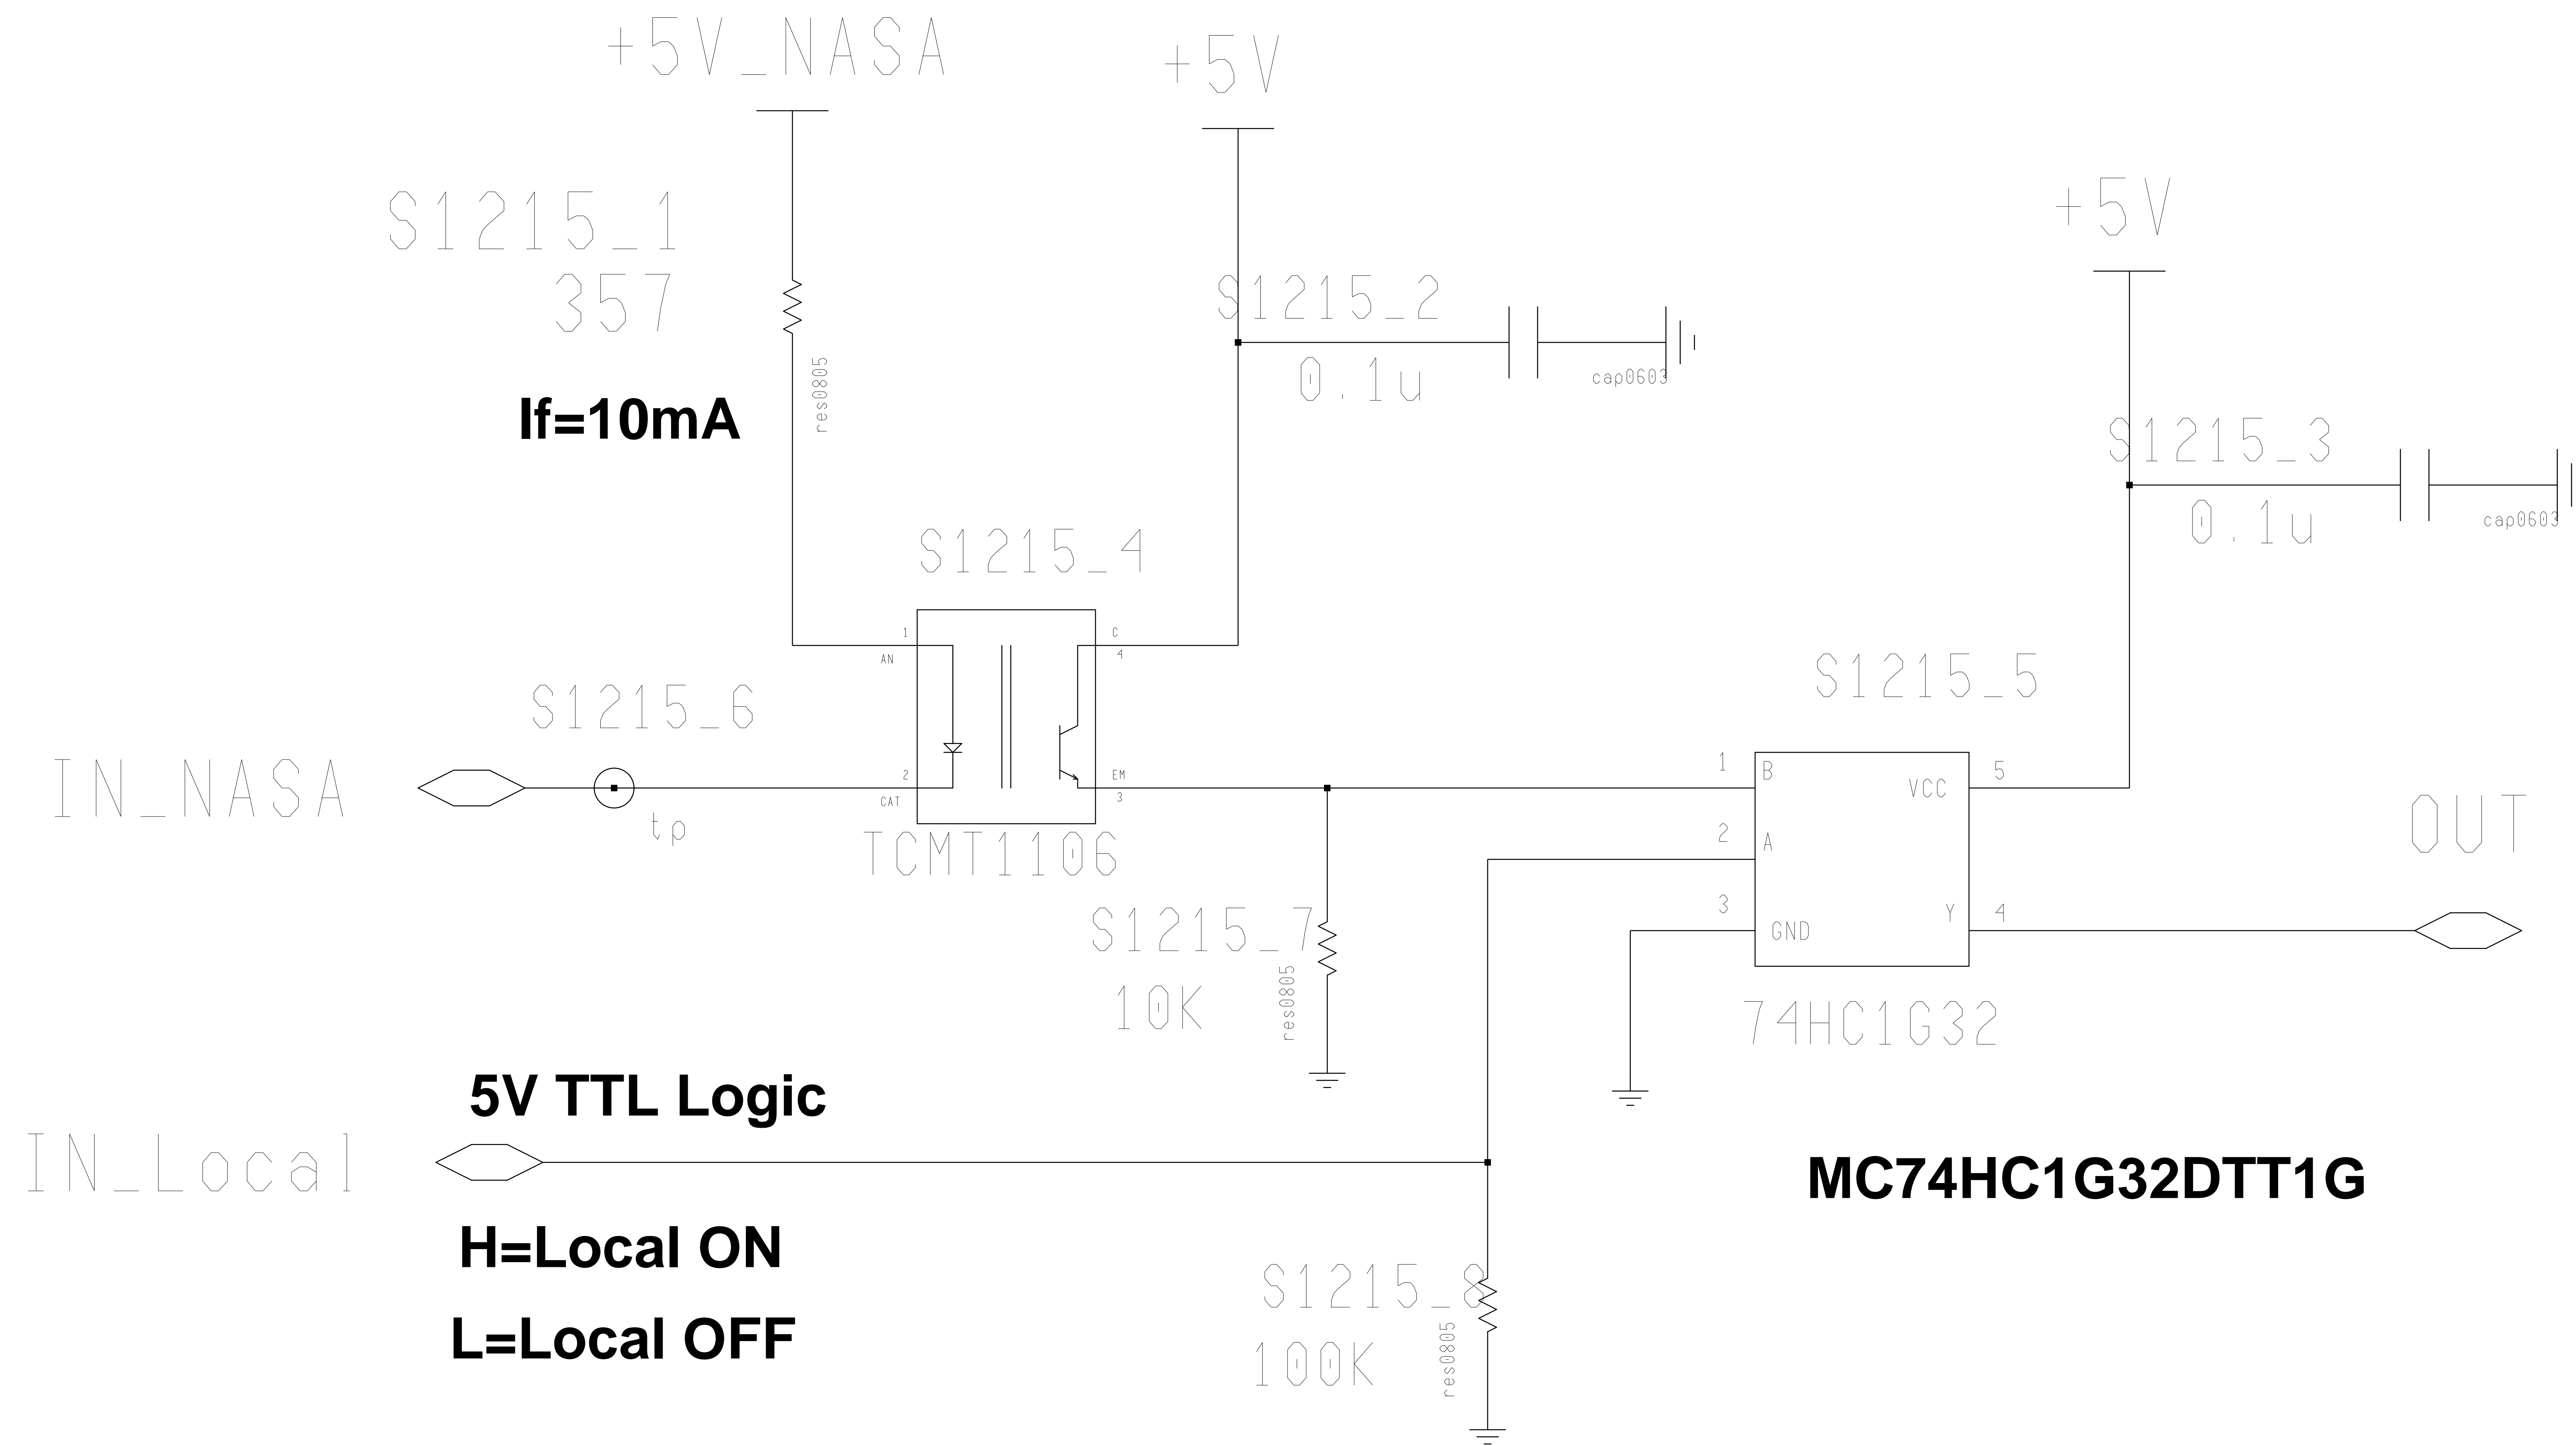 +5V_NASA
+5V
+5V
S1215_1
357
res0805
If=10mA
S1215_2
0.1u
cap0603
S1215_3
0.1u
cap0603
S1215_4
1
AN
C
4
2
CAT
EM
3
TCMT1106
S1215_6
IN_NASA
tp
S1215_5
1
B
VCC
5
2
A
3
GND
Y
4
74HC1G32
OUT
S1215_7
10K
res0805
5V TTL Logic
IN_Local
MC74HC1G32DTT1G
H=Local ON
L=Local OFF
S1215_8
100K
res0805